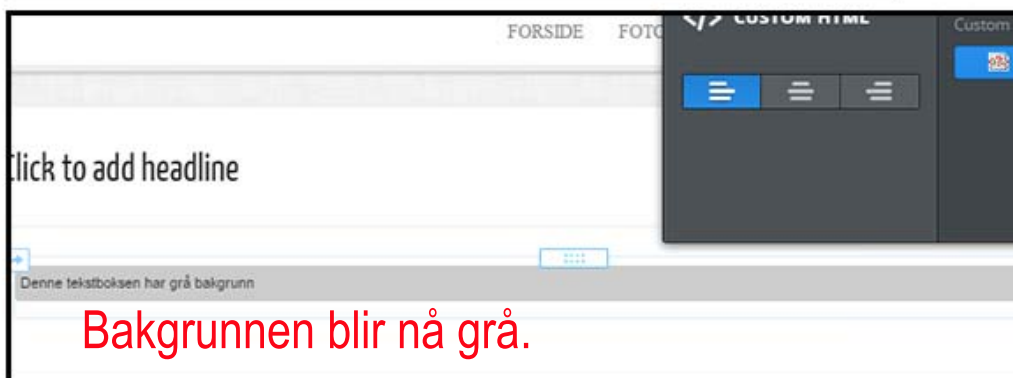 FORSIDE FOTO
</> CUSTOM HTML
Custom
Click to add headline
Denne tekstboksen har grå bakgrunn
Bakgrunnen blir nå grå.